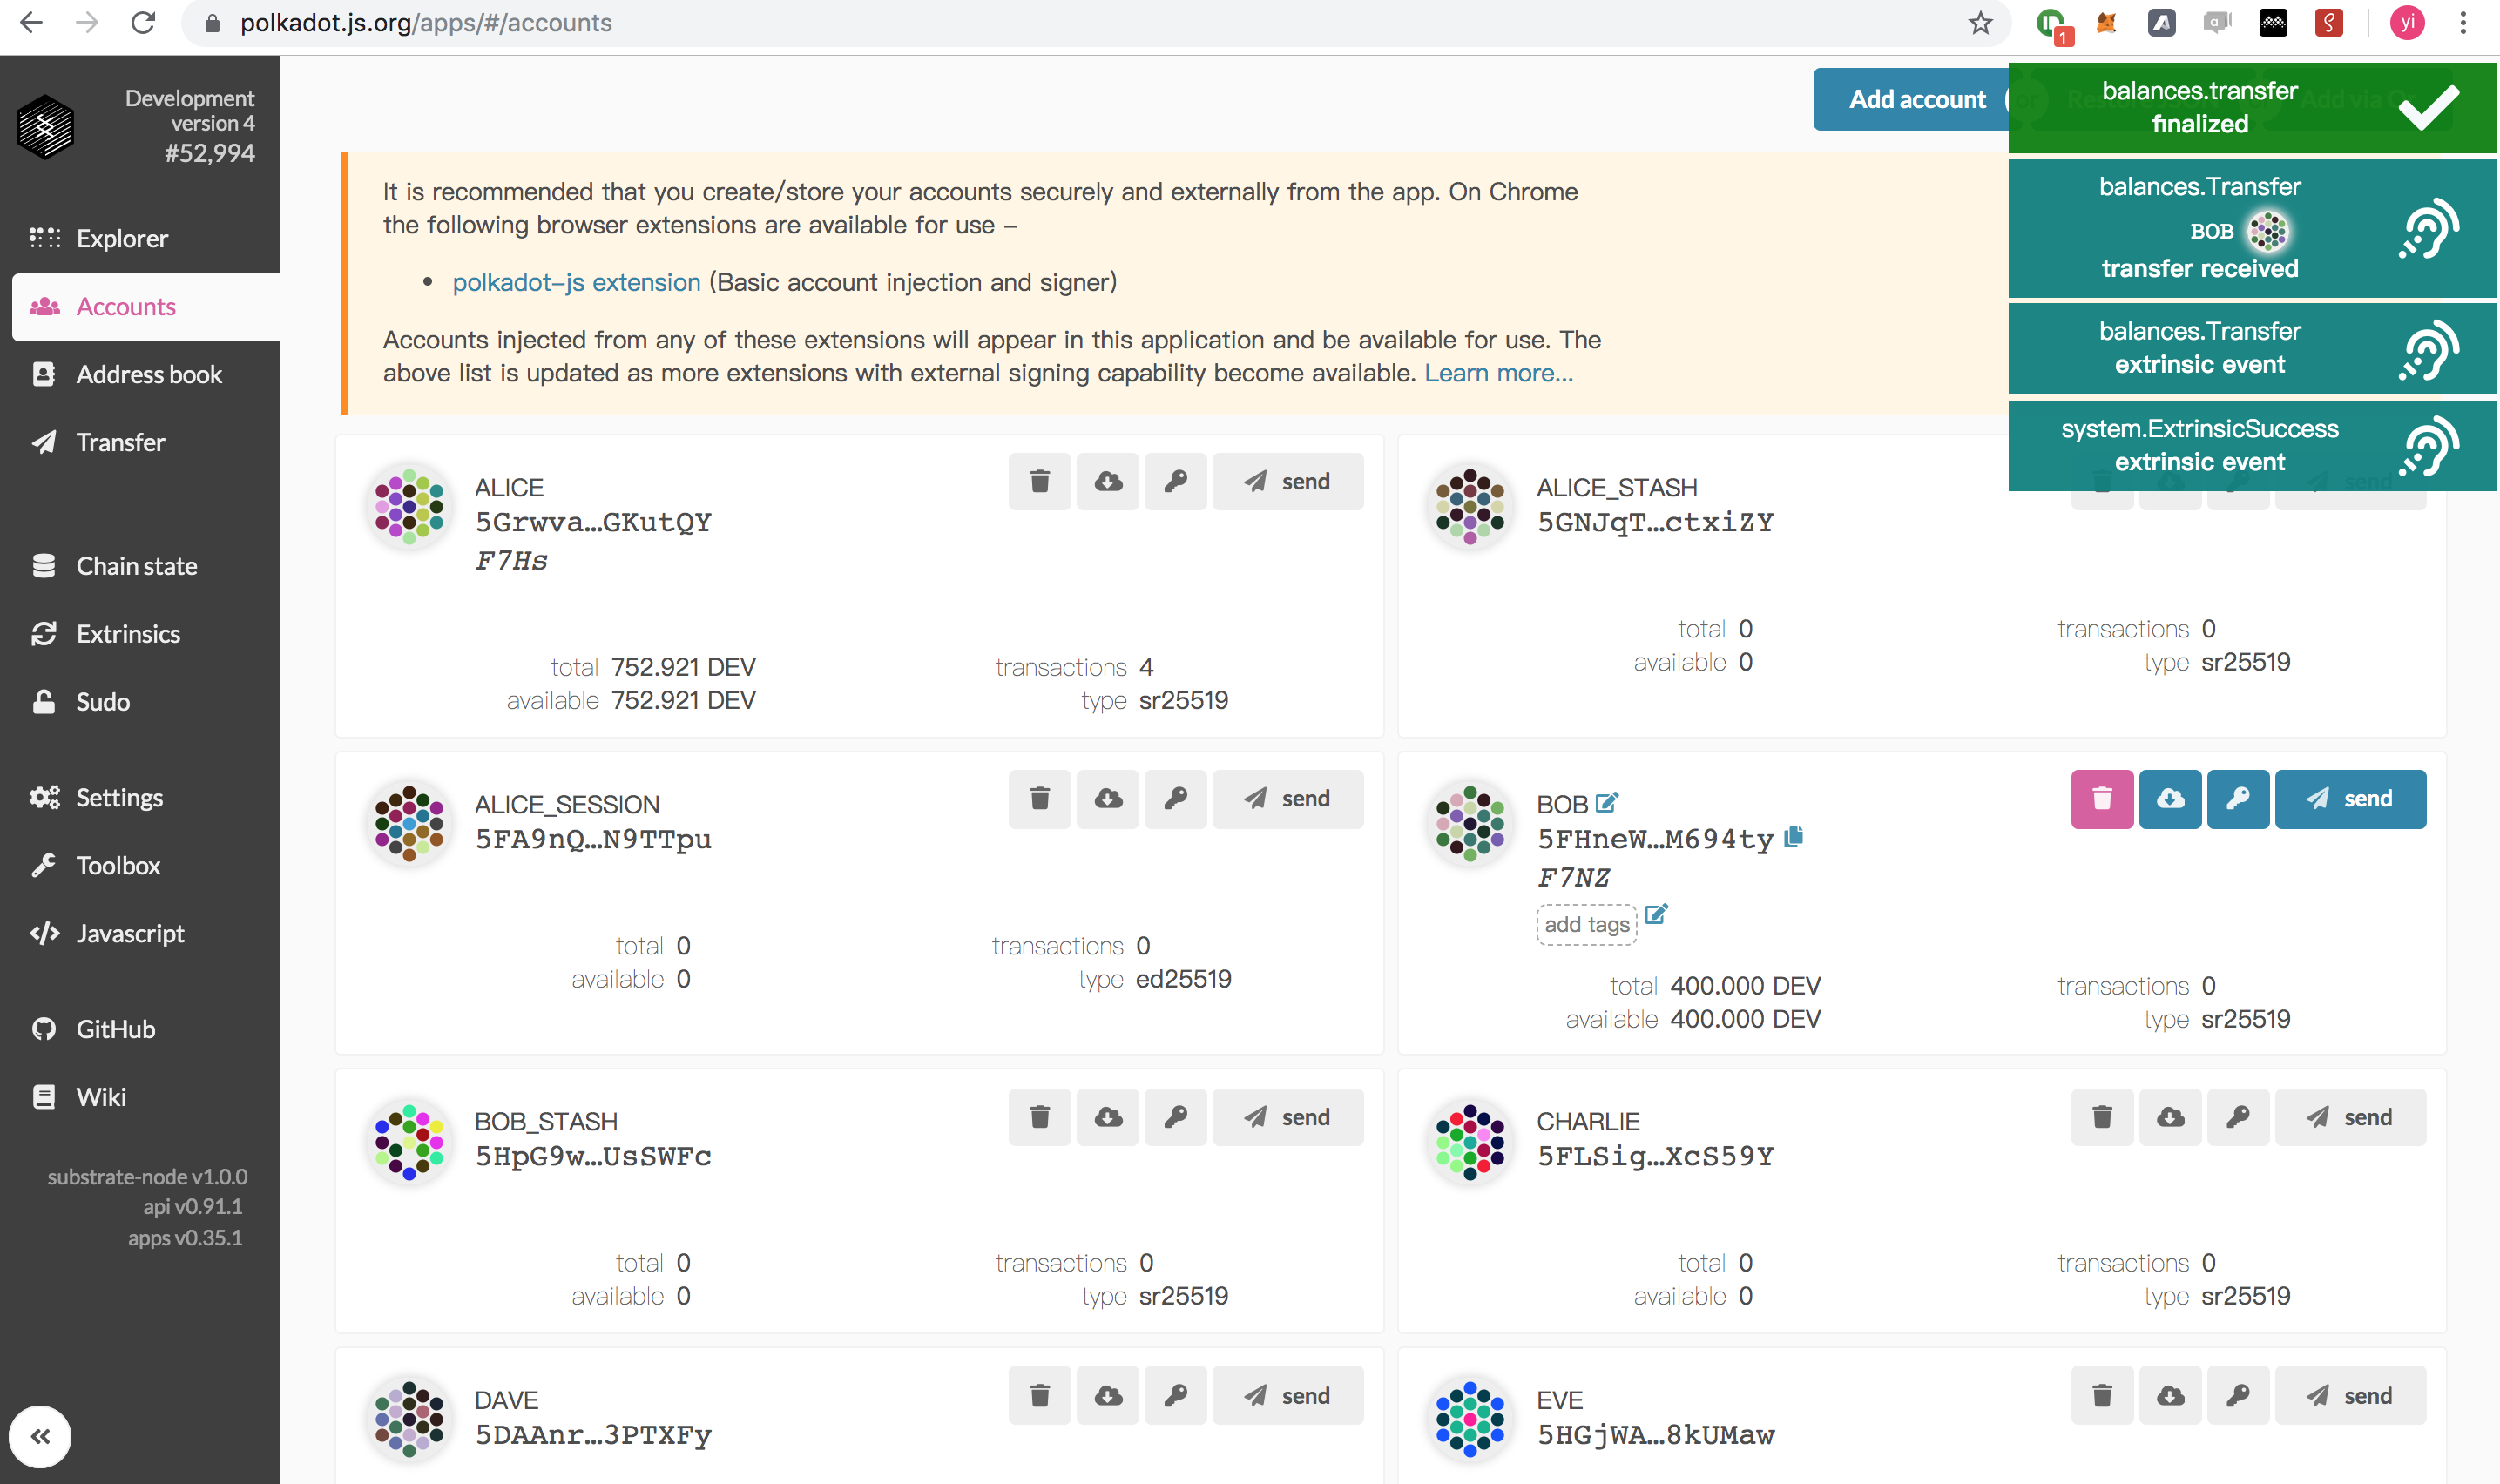 polkadot.js.org/apps/#/accounts
1
yi
Development
version 4
#52,994
Explorer
Accounts
Address book
Transfer
Chain state
Extrinsics
Sudo
Settings
Toolbox
Javascript
GitHub
Wiki
substrate-node v1.0.0
api v0.91.1
apps v0.35.1
Add account
or
Add via
balances.transfer
finalized
balances.Transfer
BOB
transfer received
balances.Transfer
extrinsic event
system.ExtrinsicSuccess
extrinsic event
It is recommended that you create/store your accounts securely and externally from the app. On Chrome
the following browser extensions are available for use –
• polkadot-js extension (Basic account injection and signer)
Accounts injected from any of these extensions will appear in this application and be available for use. The
above list is updated as more extensions with external signing capability become available. Learn more...
ALICE
5Grwva…GKutQY
F7Hs
send
total 752.921 DEV
available 752.921 DEV
transactions 4
type sr25519
ALICE_STASH
5GNJqT…ctxiZY
send
total 0
available 0
transactions 0
type sr25519
ALICE_SESSION
5FA9nQ…N9TTpu
send
total 0
available 0
transactions 0
type ed25519
BOB
5FHneW…M694ty
F7NZ
add tags
send
total 400.000 DEV
available 400.000 DEV
transactions 0
type sr25519
BOB_STASH
5HpG9w…UsSWFc
send
total 0
available 0
transactions 0
type sr25519
CHARLIE
5FLSig…XcS59Y
send
total 0
available 0
transactions 0
type sr25519
DAVE
5DAAnr…3PTXFy
send
EVE
5HGjWA…8kUMaw
send